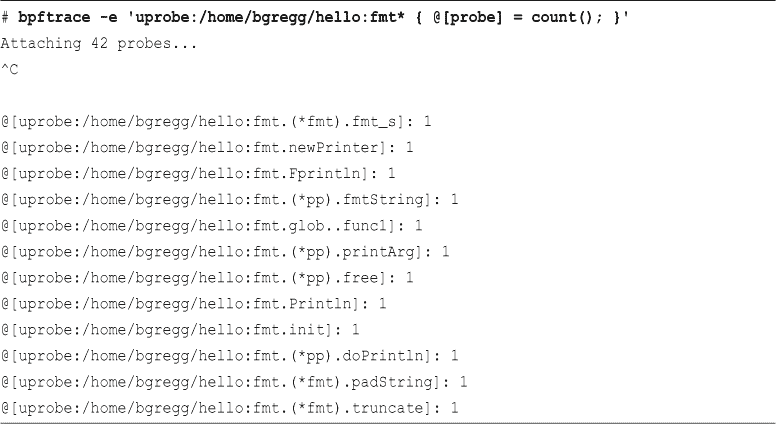 # bpftrace -e 'uprobe:/home/bgregg/hello:fmt* { @[probe] = count(); }'
Attaching 42 probes...
^C
@[uprobe:/home/bgregg/hello:fmt.(*fmt).fmt_s]: 1
@[uprobe:/home/bgregg/hello:fmt.newPrinter]: 1
@[uprobe:/home/bgregg/hello:fmt.Fprintln]: 1
@[uprobe:/home/bgregg/hello:fmt.(*pp).fmtString]: 1
@[uprobe:/home/bgregg/hello:fmt.glob..func1]: 1
@[uprobe:/home/bgregg/hello:fmt.(*pp).printArg]: 1
@[uprobe:/home/bgregg/hello:fmt.(*pp).free]: 1
@[uprobe:/home/bgregg/hello:fmt.Println]: 1
@[uprobe:/home/bgregg/hello:fmt.init]: 1
@[uprobe:/home/bgregg/hello:fmt.(*pp).doPrintln]: 1
@[uprobe:/home/bgregg/hello:fmt.(*fmt).padString]: 1
@[uprobe:/home/bgregg/hello:fmt.(*fmt).truncate]: 1